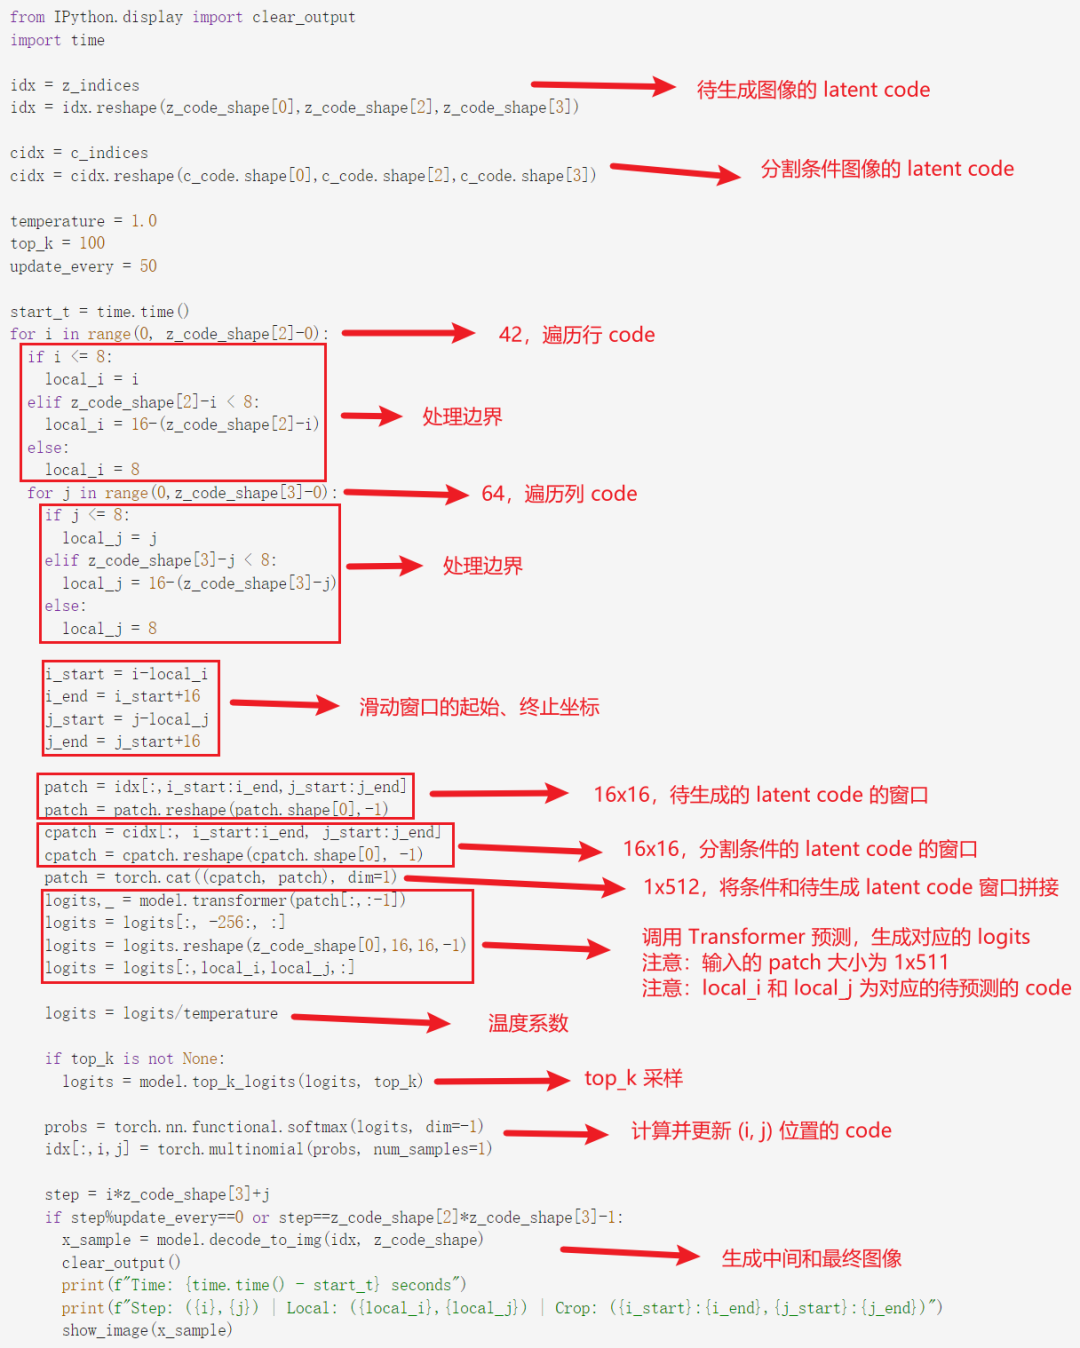 from IPython.display import clear_output
import time
idx = z_indices
待生成图像的 latent code
idx = idx.reshape(z_code_shape[0],z_code_shape[2],z_code_shape[3])
cidx = c_indices
分割条件图像的 latent code
cidx = cidx.reshape(c_code.shape[0],c_code.shape[2],c_code.shape[3])
temperature = 1.0
top_k = 100
update_every = 50
start_t = time.time()
for i in range(0, z_code_shape[2]-0):
42，遍历行 code
if i <= 8:
local_i = i
elif z_code_shape[2]-i < 8:
local_i = 16-(z_code_shape[2]-i)
处理边界
else:
local_i = 8
for j in range(0,z_code_shape[3]-0):
64，遍历列 code
if j <= 8:
local_j = j
elif z_code_shape[3]-j < 8:
处理边界
local_j = 16-(z_code_shape[3]-j)
else:
local_j = 8
i_start = i-local_i
i_end = i_start+16
滑动窗口的起始、终止坐标
j_start = j-local_j
j_end = j_start+16
patch = idx[:,i_start:i_end,j_start:j_end]
16x16，待生成的 latent code 的窗口
patch = patch.reshape(patch.shape[0],-1)
cpatch = cidx[:, i_start:i_end, j_start:j_end]
16x16，分割条件的 latent code 的窗口
cpatch = cpatch.reshape(cpatch.shape[0], -1)
patch = torch.cat((cpatch, patch), dim=1)
1x512，将条件和待生成 latent code 窗口拼接
logits,_ = model.transformer(patch[:,:-1])
logits = logits[:, -256:, :]
logits = logits.reshape(z_code_shape[0],16,16,-1)
logits = logits[:,local_i,local_j,:]
调用 Transformer 预测，生成对应的 logits
注意：输入的 patch 大小为 1x511
注意：local_i 和 local_j 为对应的待预测的 code
logits = logits/temperature
温度系数
if top_k is not None:
logits = model.top_k_logits(logits, top_k)
top_k 采样
probs = torch.nn.functional.softmax(logits, dim=-1)
计算并更新 (i, j) 位置的 code
idx[:,i,j] = torch.multinomial(probs, num_samples=1)
step = i*z_code_shape[3]+j
if step%update_every==0 or step==z_code_shape[2]*z_code_shape[3]-1:
x_sample = model.decode_to_img(idx, z_code_shape)
生成中间和最终图像
clear_output()
print(f"Time: {time.time() - start_t} seconds")
print(f"Step: ({i},{j}) | Local: ({local_i},{local_j}) | Crop: ({i_start}:{i_end},{j_start}:{j_end})")
show_image(x_sample)